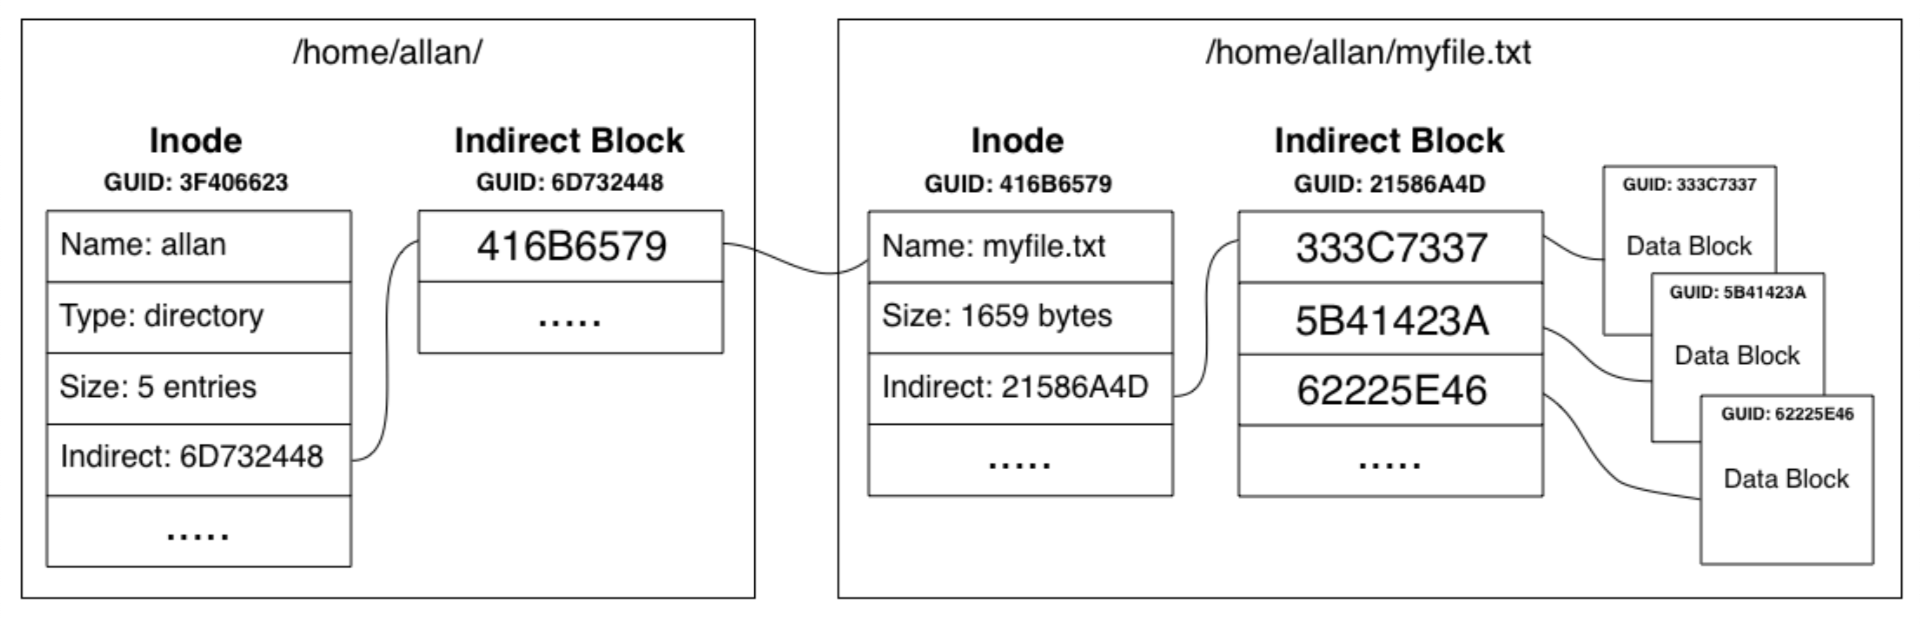 /home/allan/
Inode
GUID: 3F406623
Name: allan
Type: directory
Size: 5 entries
Indirect: 6D732448
.....
Indirect Block
GUID: 6D732448
416B6579
.....
/home/allan/myfile.txt
Inode
GUID: 416B6579
Name: myfile.txt
Size: 1659 bytes
Indirect: 21586A4D
.....
Indirect Block
GUID: 21586A4D
333C7337
5B41423A
62225E46
.....
GUID: 333C7337
Data Block
GUID: 5B41423A
Data Block
GUID: 62225E46
Data Block